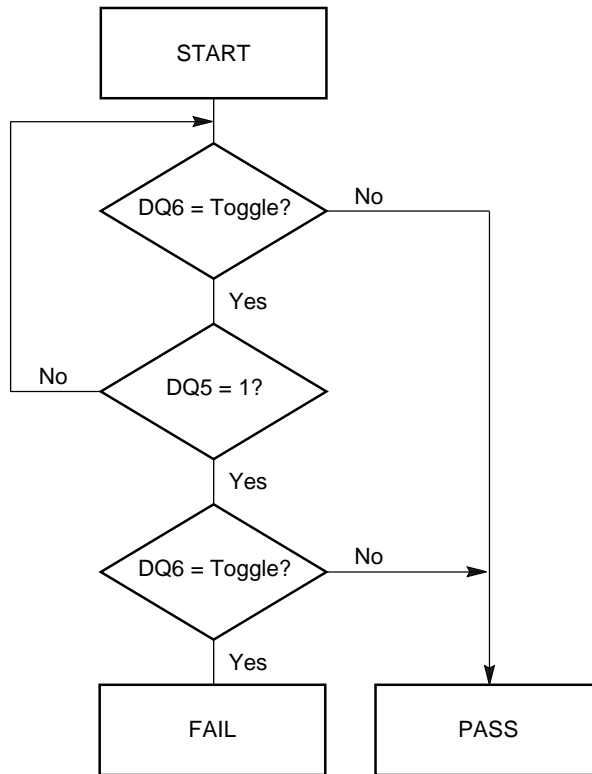 START
DQ6 = Toggle?
No
Yes
No
DQ5 = 1?
Yes
DQ6 = Toggle?
No
Yes
FAIL
PASS